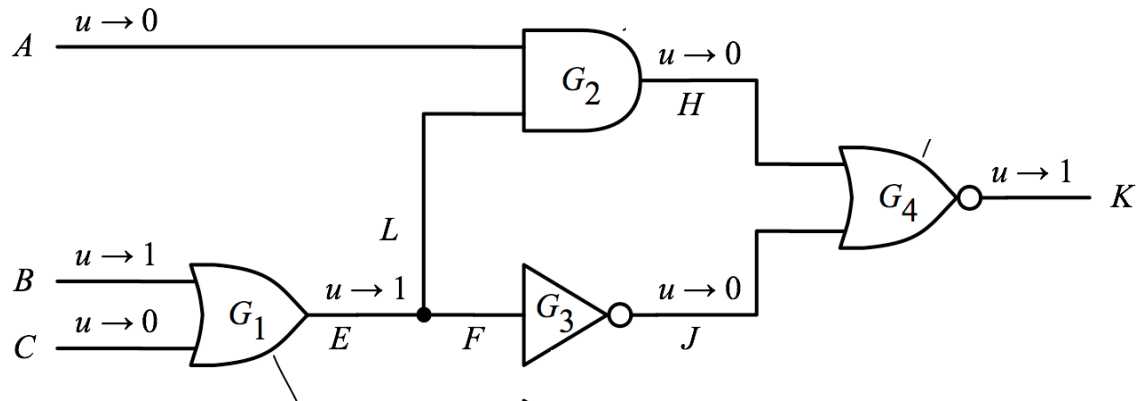 A
u → 0
G2
u → 0
H
G4
u → 1
K
L
B
u → 1
C
u → 0
G1
u → 1
E
F
G3
u → 0
J